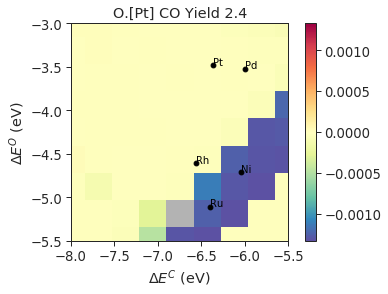 O.[Pt] CO Yield 2.4
−3.0
−3.5
−4.0
−4.5
−5.0
−5.5
ΔE^O (eV)
−8.0 −7.5 −7.0 −6.5 −6.0 −5.5
ΔE^C (eV)
Pt
Pd
Rh
Ni
Ru
0.0010
0.0005
0.0000
−0.0005
−0.0010